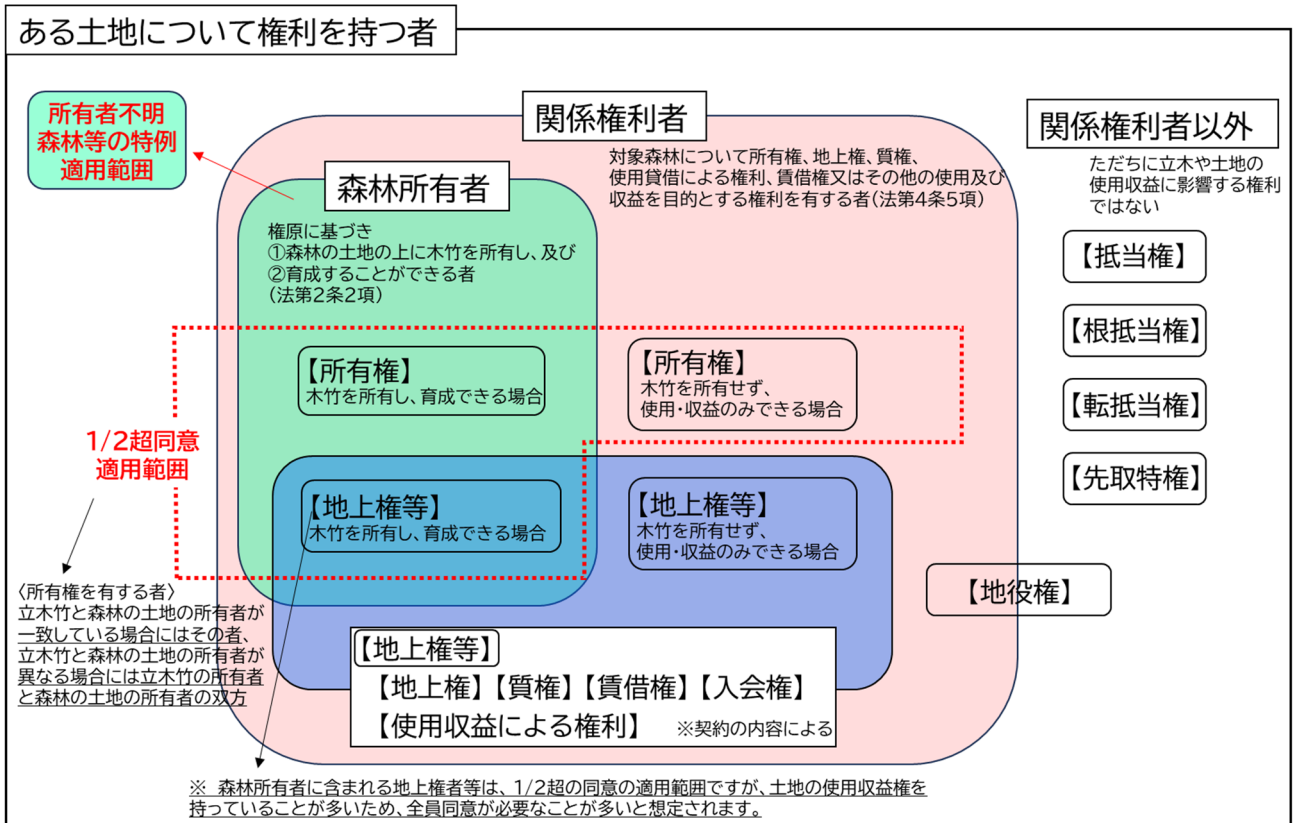 ある土地について権利を持つ者
所有者不明
森林等の特例
適用範囲
関係権利者
対象森林について所有権、地上権、質権、
使用貸借による権利、賃借権又はその他の使用及び
収益を目的とする権利を有する者(法第4条5項)
森林所有者
権原に基づき
①森林の土地の上に木竹を所有し、及び
②育成することができる者
(法第2条2項)
【所有権】
木竹を所有し、育成できる場合
【所有権】
木竹を所有せず、
使用・収益のみできる場合
1/2超同意
適用範囲
【地上権等】
木竹を所有し、育成できる場合
【地上権等】
木竹を所有せず、
使用・収益のみできる場合
〈所有権を有する者〉
立木竹と森林の土地の所有者が
一致している場合にはその者、
立木竹と森林の土地の所有者が
異なる場合には立木竹の所有者
と森林の土地の所有者の双方
【地上権等】
【地上権】【質権】【賃借権】【入会権】
【使用収益による権利】 ※契約の内容による
【地役権】
関係権利者以外
ただちに立木や土地の
使用収益に影響する権利
ではない
【抵当権】
【根抵当権】
【転抵当権】
【先取特権】
※ 森林所有者に含まれる地上権者等は、1/2超の同意の適用範囲ですが、土地の使用収益権を
持っていることが多いため、全員同意が必要なことが多いと想定されます。